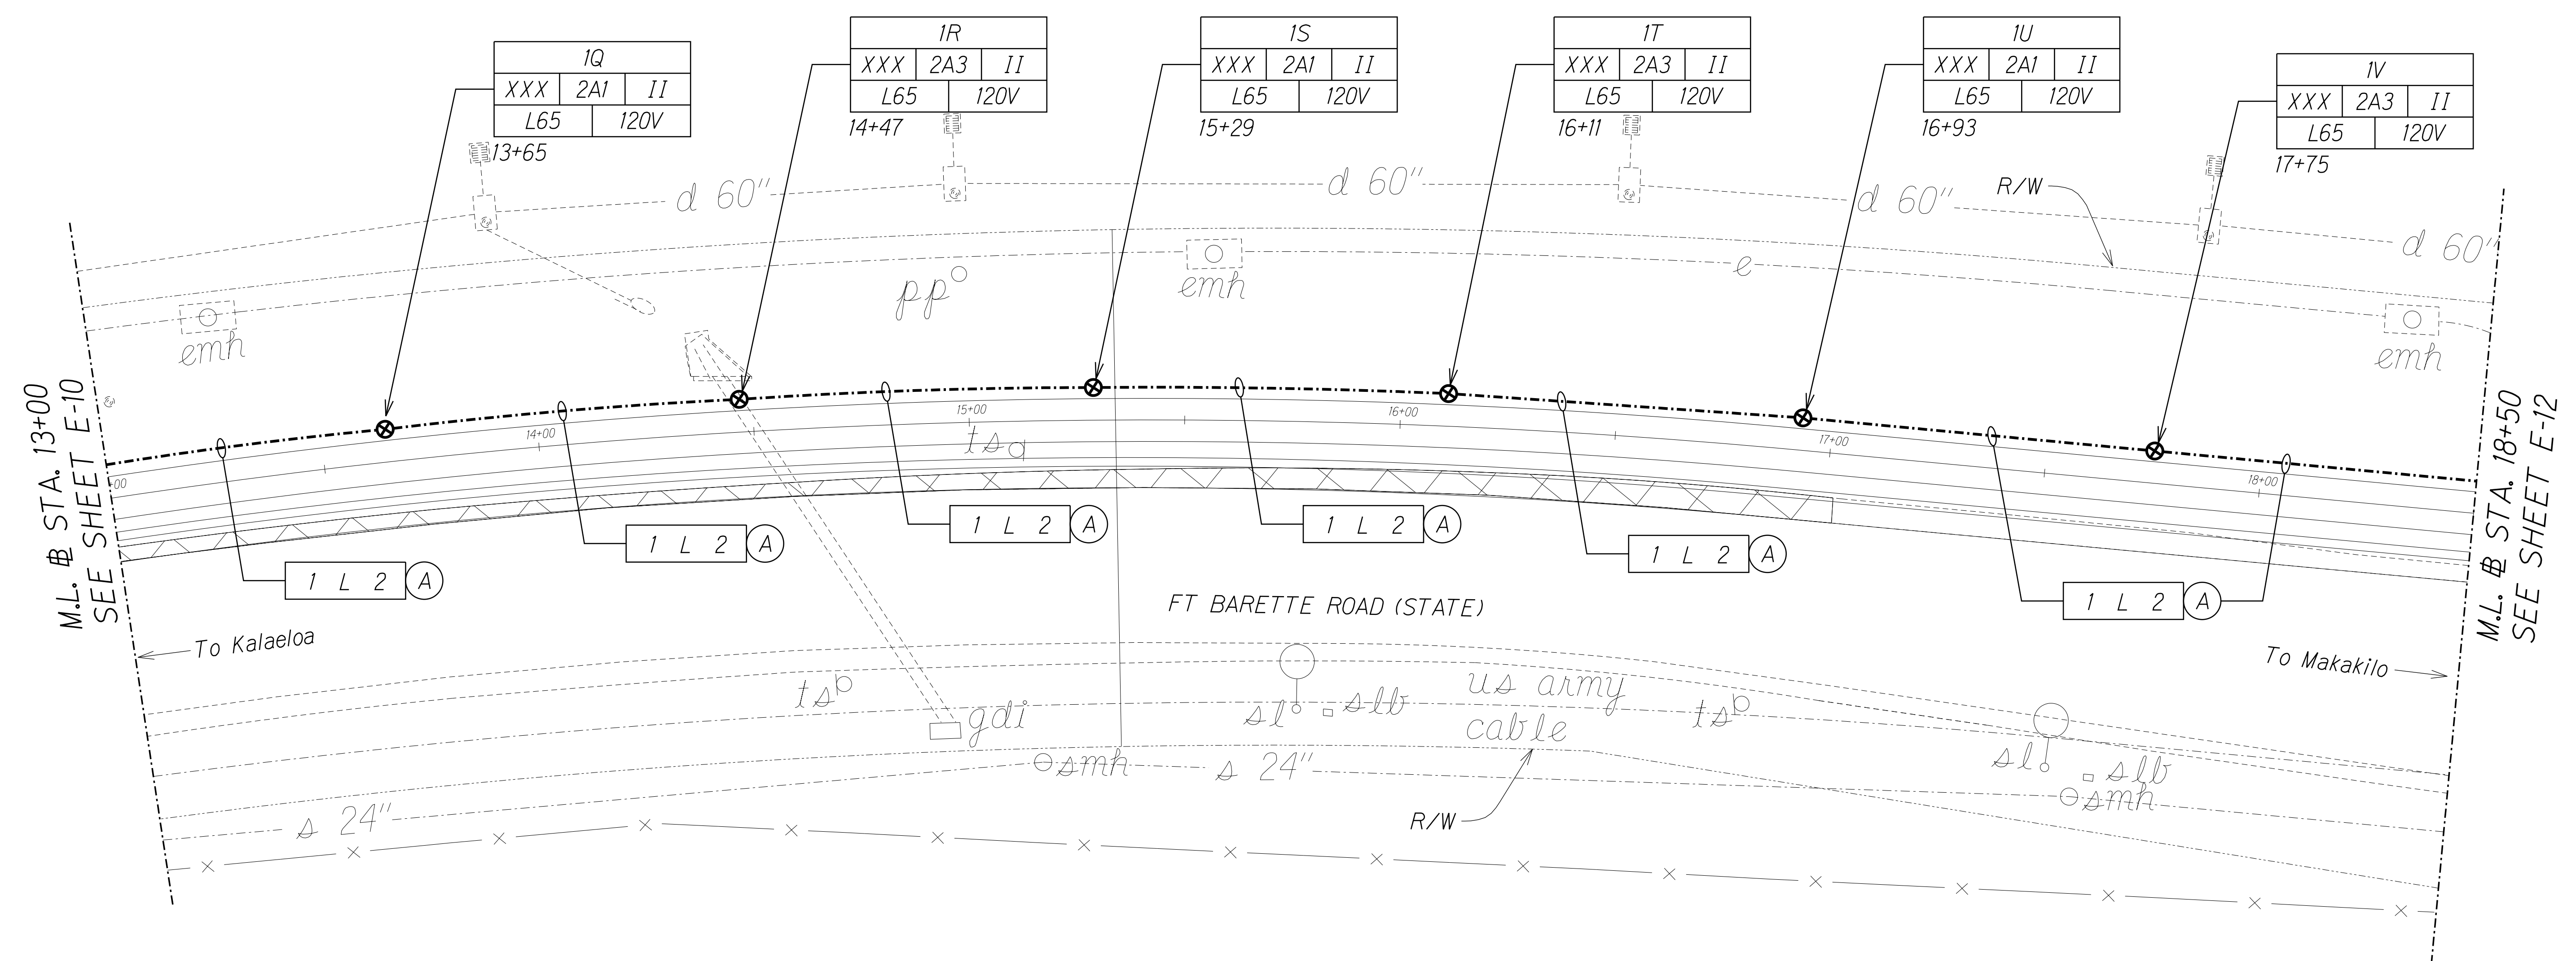 1Q
XXX 2A1 II
L65 120V
13+65
1R
XXX 2A3 II
L65 120V
14+47
1S
XXX 2A1 II
L65 120V
15+29
1T
XXX 2A3 II
L65 120V
16+11
1U
XXX 2A1 II
L65 120V
16+93
1V
XXX 2A3 II
L65 120V
17+75
d 60"
d 60"
d 60"
d 60"
R/W
pp
emh
emh
e
emh
M.L. ⅊ STA. 13+00
SEE SHEET E-10
+00
14+00
15+00
16+00
17+00
18+00
tsq
1 L 2 A
1 L 2 A
1 L 2 A
1 L 2 A
1 L 2 A
1 L 2 A
M.L. ⅊ STA. 18+50
SEE SHEET E-12
FT BARETTE ROAD (STATE)
To Kalaeloa
To Makakilo
ts
gdi
sl
slb
us army
cable
ts
sl
slb
smh
s 24"
smh
s 24"
R/W